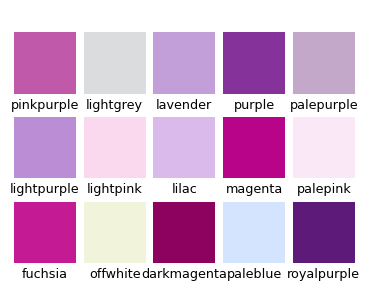 pinkpurple lightgrey lavender purple palepurple
lightpurple lightpink lilac magenta palepink
fuchsia offwhite darkmagenta paleblue royalpurple